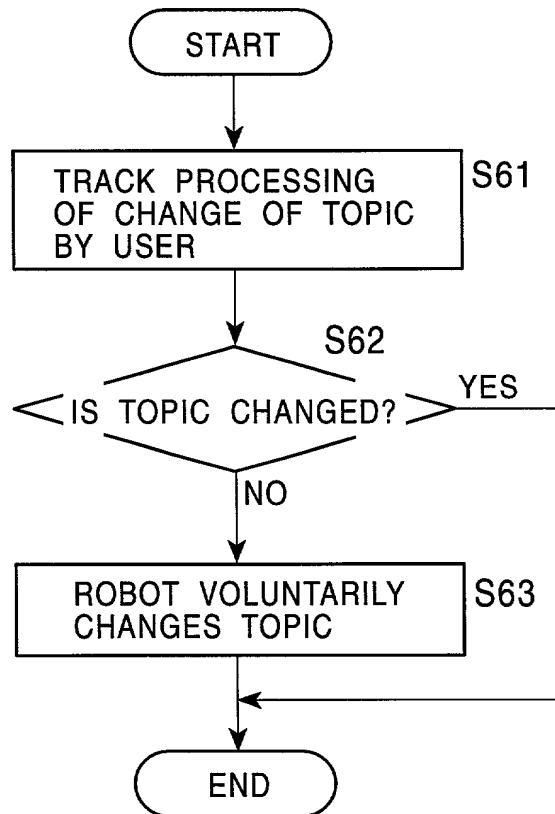 START
TRACK PROCESSING
OF CHANGE OF TOPIC
BY USER
S61
S62
IS TOPIC CHANGED?
YES
NO
ROBOT VOLUNTARILY
CHANGES TOPIC
S63
END